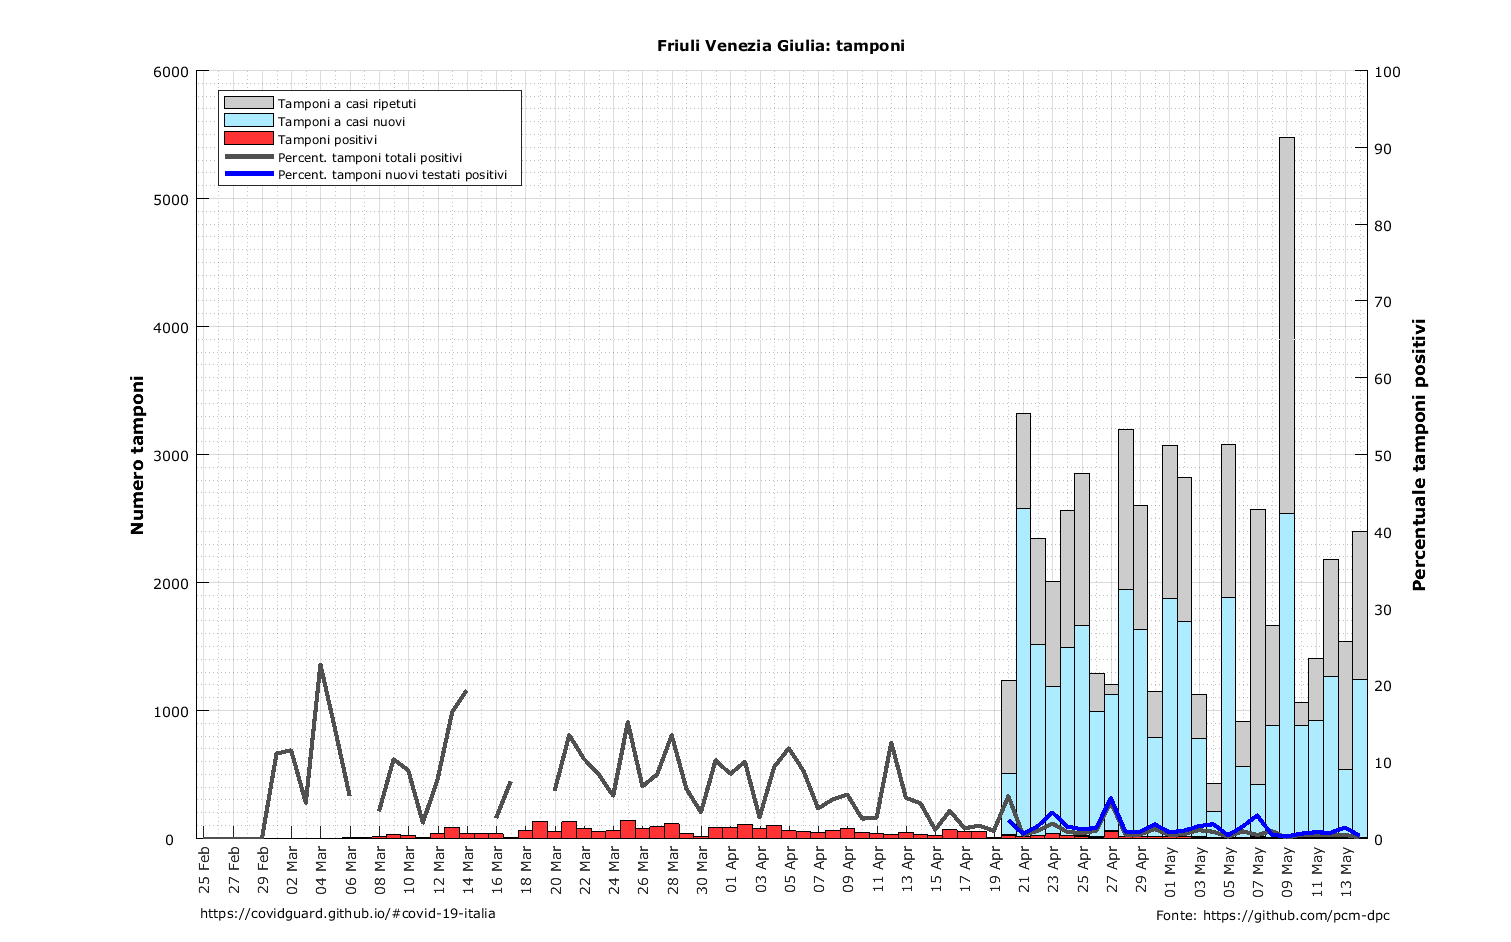 Friuli Venezia Giulia: tamponi
Tamponi a casi ripetuti
Tamponi a casi nuovi
Tamponi positivi
Percent. tamponi totali positivi
Percent. tamponi nuovi testati positivi
Numero tamponi
6000
5000
4000
3000
2000
1000
0
Percentuale tamponi positivi
100
90
80
70
60
50
40
30
20
10
0
25 Feb
27 Feb
29 Feb
02 Mar
04 Mar
06 Mar
08 Mar
10 Mar
12 Mar
14 Mar
16 Mar
18 Mar
20 Mar
22 Mar
24 Mar
26 Mar
28 Mar
30 Mar
01 Apr
03 Apr
05 Apr
07 Apr
09 Apr
11 Apr
13 Apr
15 Apr
17 Apr
19 Apr
21 Apr
23 Apr
25 Apr
27 Apr
29 Apr
01 May
03 May
05 May
07 May
09 May
11 May
13 May
https://covidguard.github.io/#covid-19-italia
Fonte: https://github.com/pcm-dpc